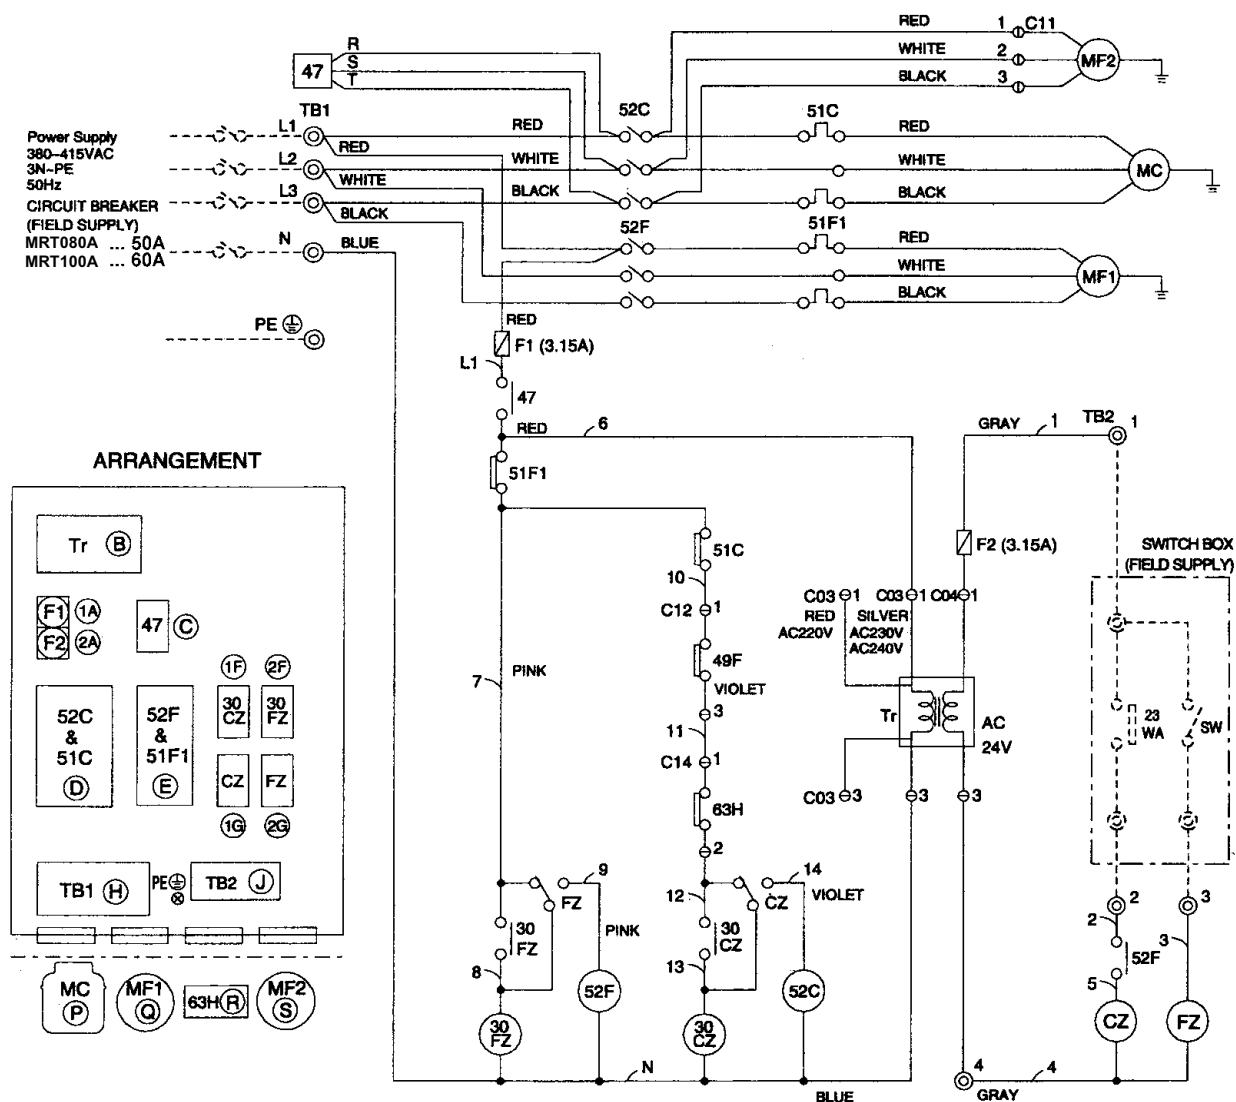 RED
1
C11
R
S
T
47
WHITE
2
MF2
BLACK
3
TB1
52C
51C
Power Supply
380~415VAC
3N~PE
50Hz
CIRCUIT BREAKER
(FIELD SUPPLY)
MRT080A ... 50A
MRT100A ... 60A
L1
RED
RED
RED
L2
WHITE
WHITE
WHITE
MC
L3
BLACK
BLACK
BLACK
N
BLUE
52F
51F1
RED
WHITE
MF1
BLACK
PE
RED
F1 (3.15A)
L1
47
RED
6
GRAY
1
TB2
1
51F1
ARRANGEMENT
Tr
B
F1
1A
F2
2A
47
C
1F
2F
30
CZ
30
FZ
52C
&
51C
D
52F
&
51F1
E
CZ
FZ
1G
2G
TB1
H
PE
TB2
J
MC
P
MF1
Q
63H
R
MF2
S
51C
10
C12
1
49F
VIOLET
3
11
C14
1
63H
2
F2 (3.15A)
SWITCH BOX
(FIELD SUPPLY)
C03
1
C03
1
C04
1
RED
AC220V
SILVER
AC230V
AC240V
7
PINK
Tr
AC
24V
C03
3
3
3
23
WA
SW
9
FZ
PINK
30
FZ
8
52F
30
FZ
12
14
VIOLET
CZ
30
CZ
13
52C
30
CZ
2
3
2
3
52F
5
CZ
FZ
N
BLUE
4
4
GRAY